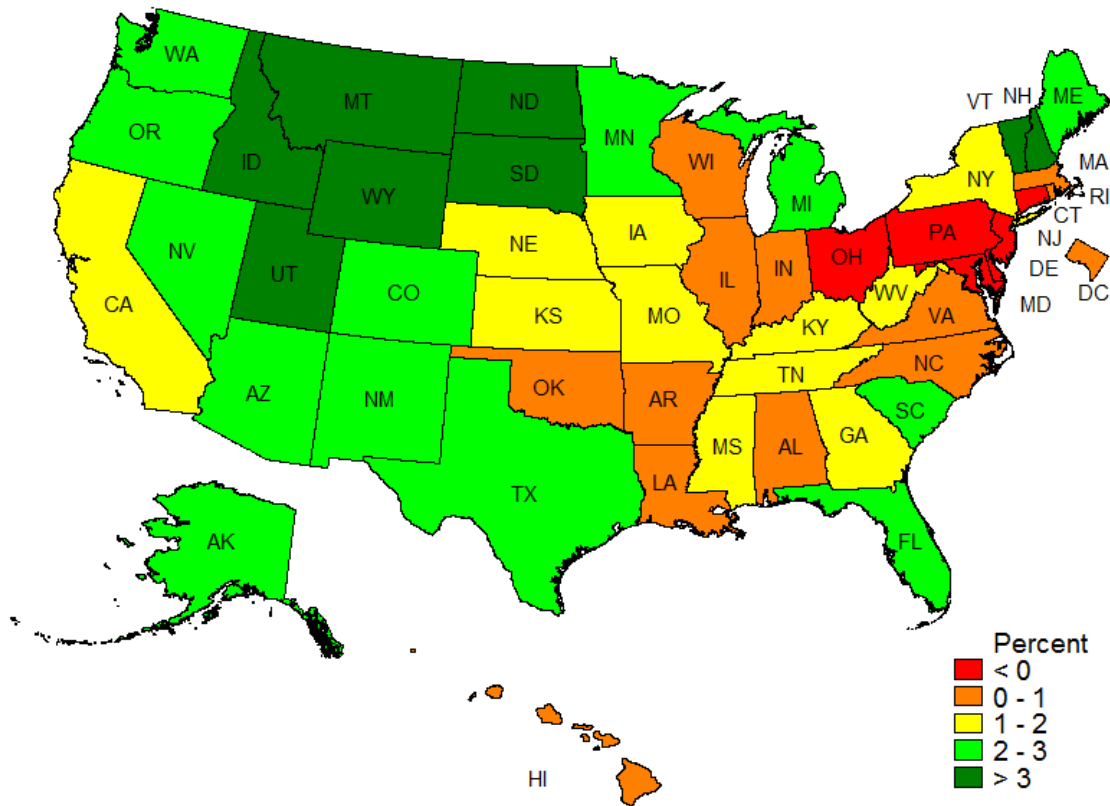 WA
MT
ND
MN
VT
NH
ME
OR
ID
WY
SD
WI
MI
NY
MA
RI
CT
NJ
DE
DC
MD
NV
UT
CO
NE
IA
IL
IN
OH
PA
CA
KS
MO
KY
WV
VA
AZ
NM
OK
AR
TN
NC
SC
TX
LA
MS
AL
GA
FL
AK
HI
Percent
< 0
0 - 1
1 - 2
2 - 3
> 3